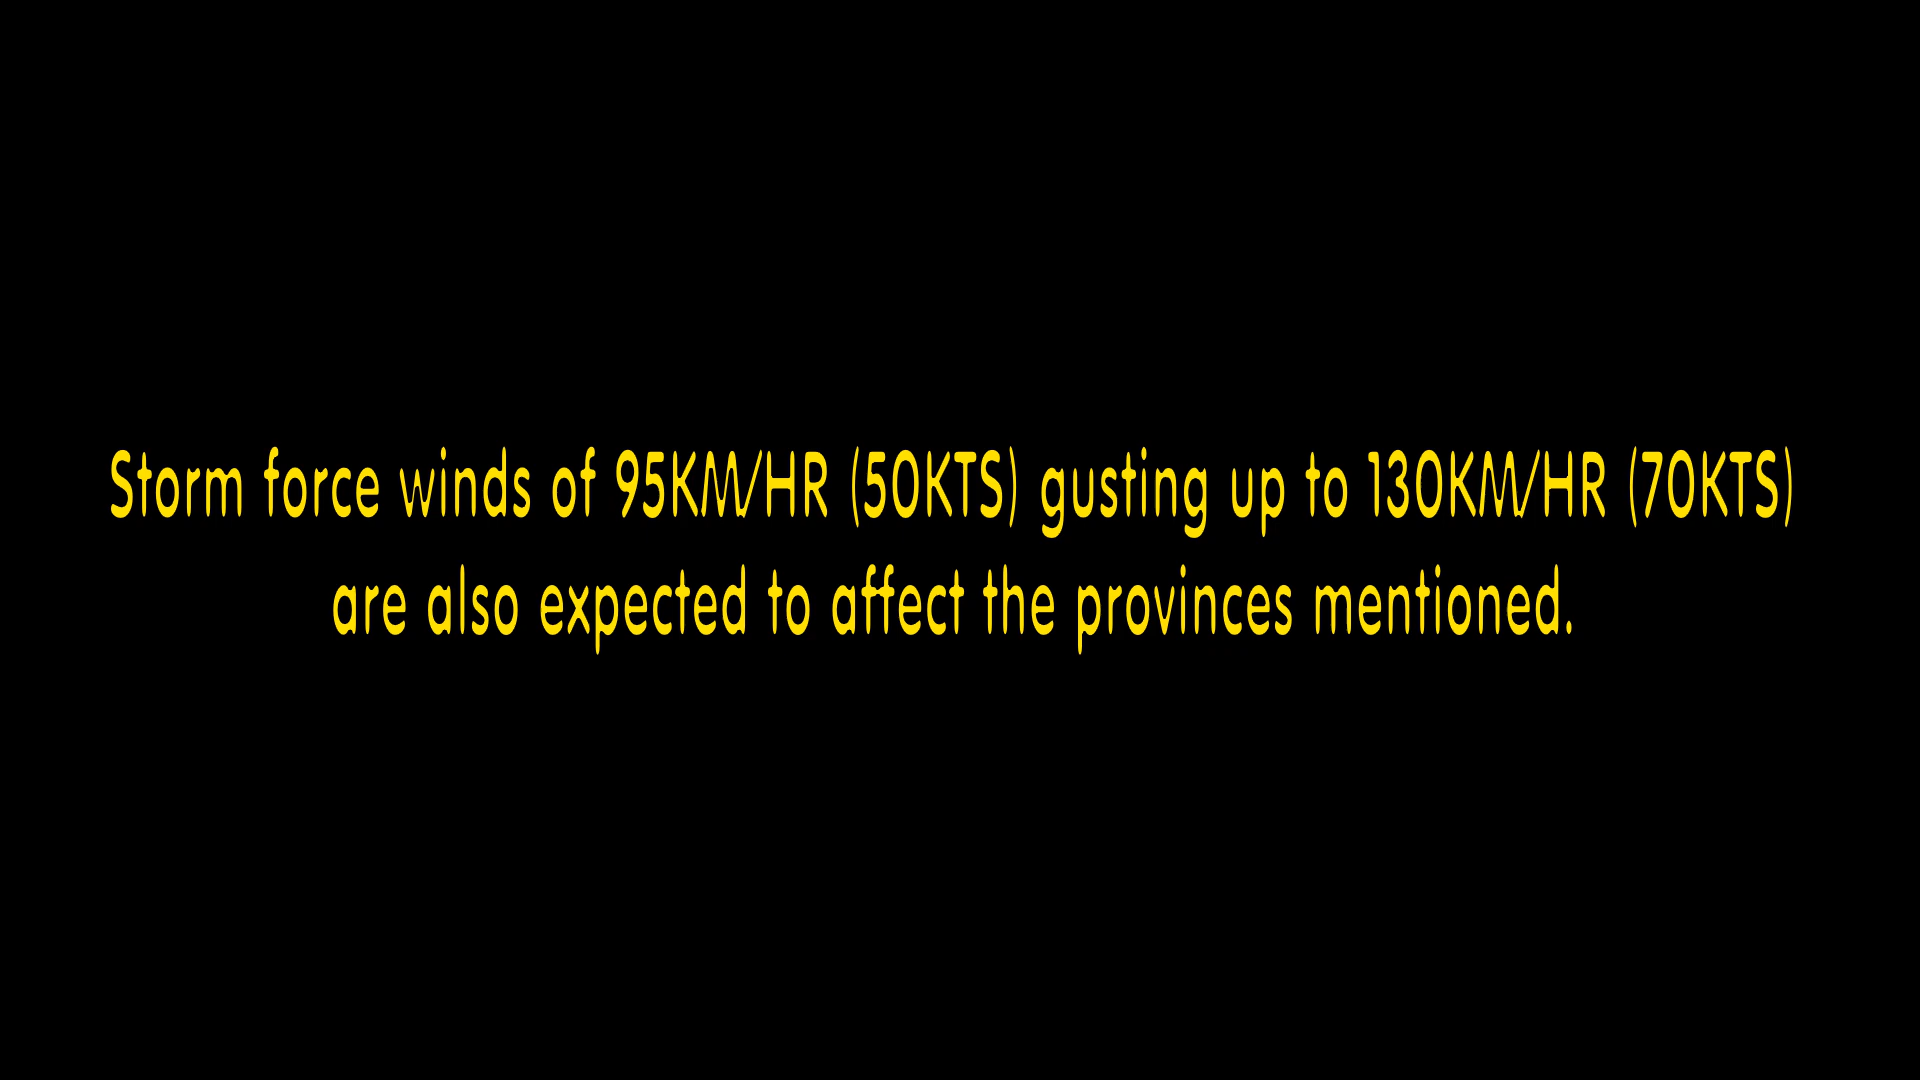 Storm force winds of 95KM/HR (50KTS) gusting up to 130KM/HR (70KTS)
are also expected to affect the provinces mentioned.